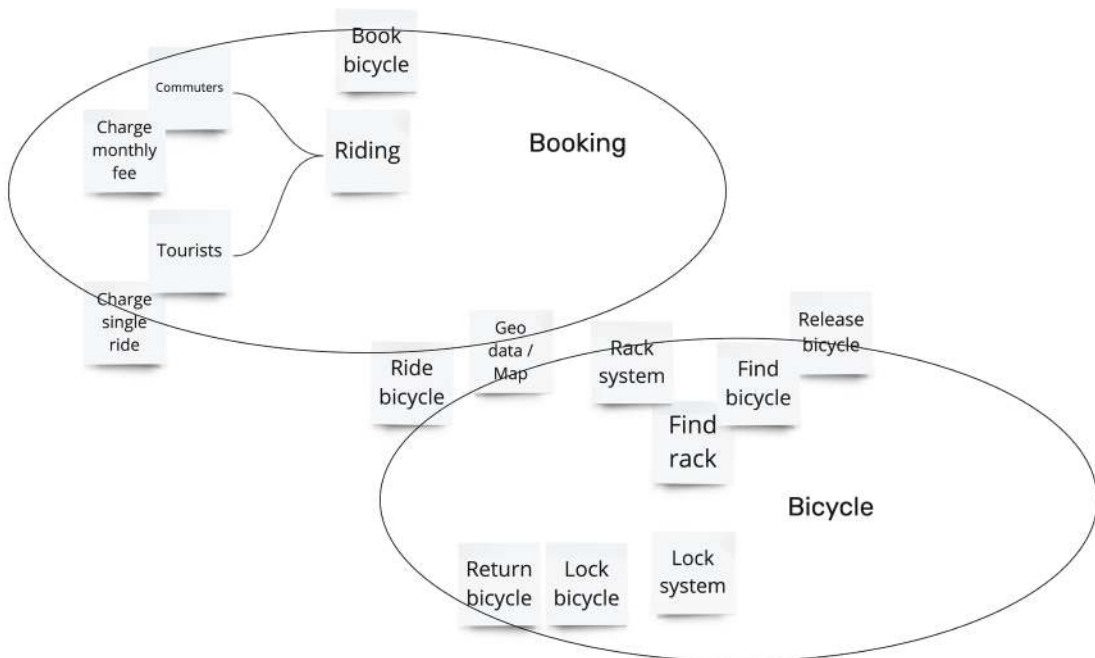 Book
bicycle
Commuters
Charge
monthly
fee
Riding
Booking
Tourists
Charge
single
ride
Geo
data /
Map
Ride
bicycle
Rack
system
Release
bicycle
Find
bicycle
Find
rack
Bicycle
Return
bicycle
Lock
bicycle
Lock
system